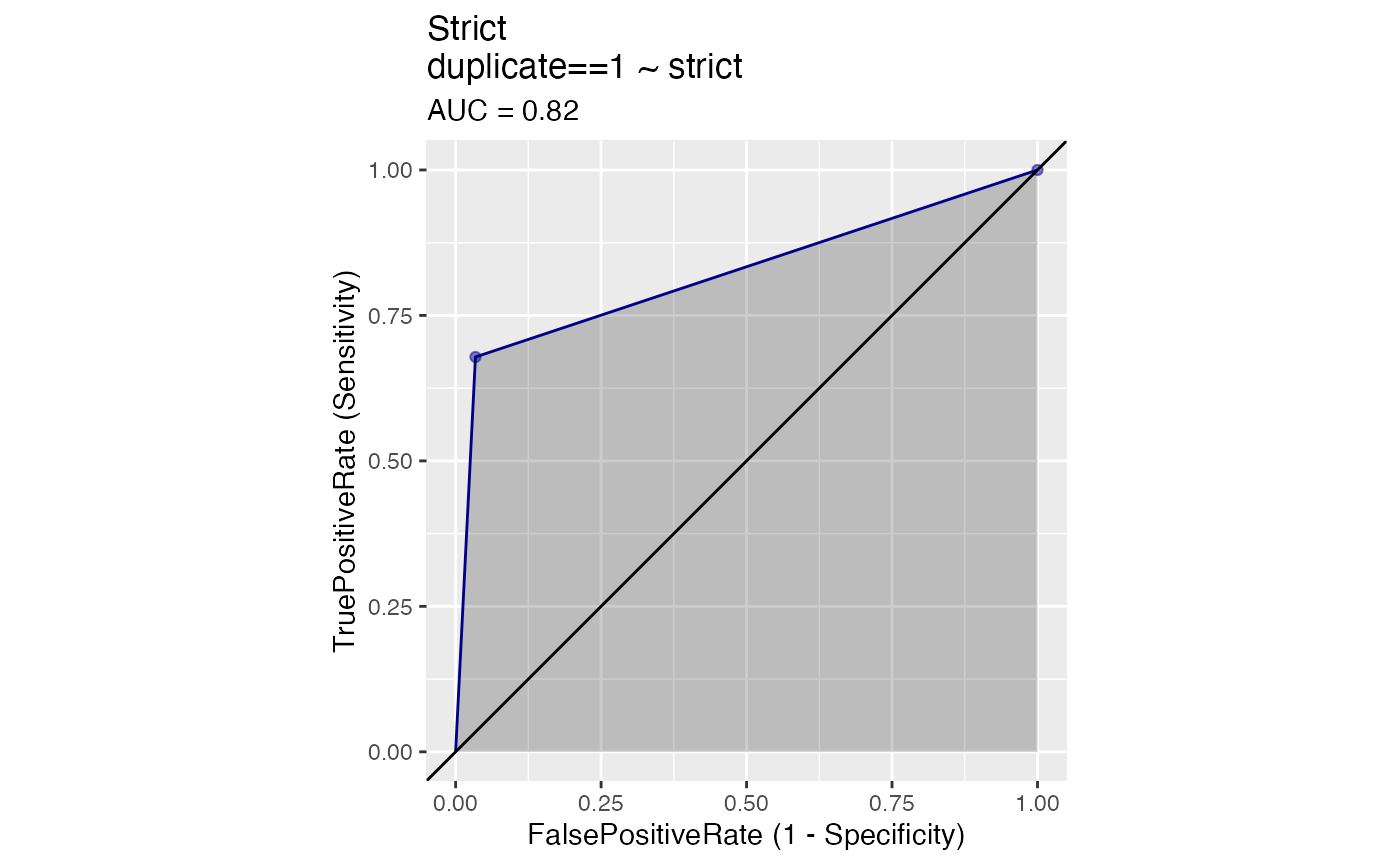 Strict
duplicate==1 ~ strict
AUC = 0.82
1.00
0.75
0.50
0.25
0.00
TruePositiveRate (Sensitivity)
0.00 0.25 0.50 0.75 1.00
FalsePositiveRate (1 - Specificity)